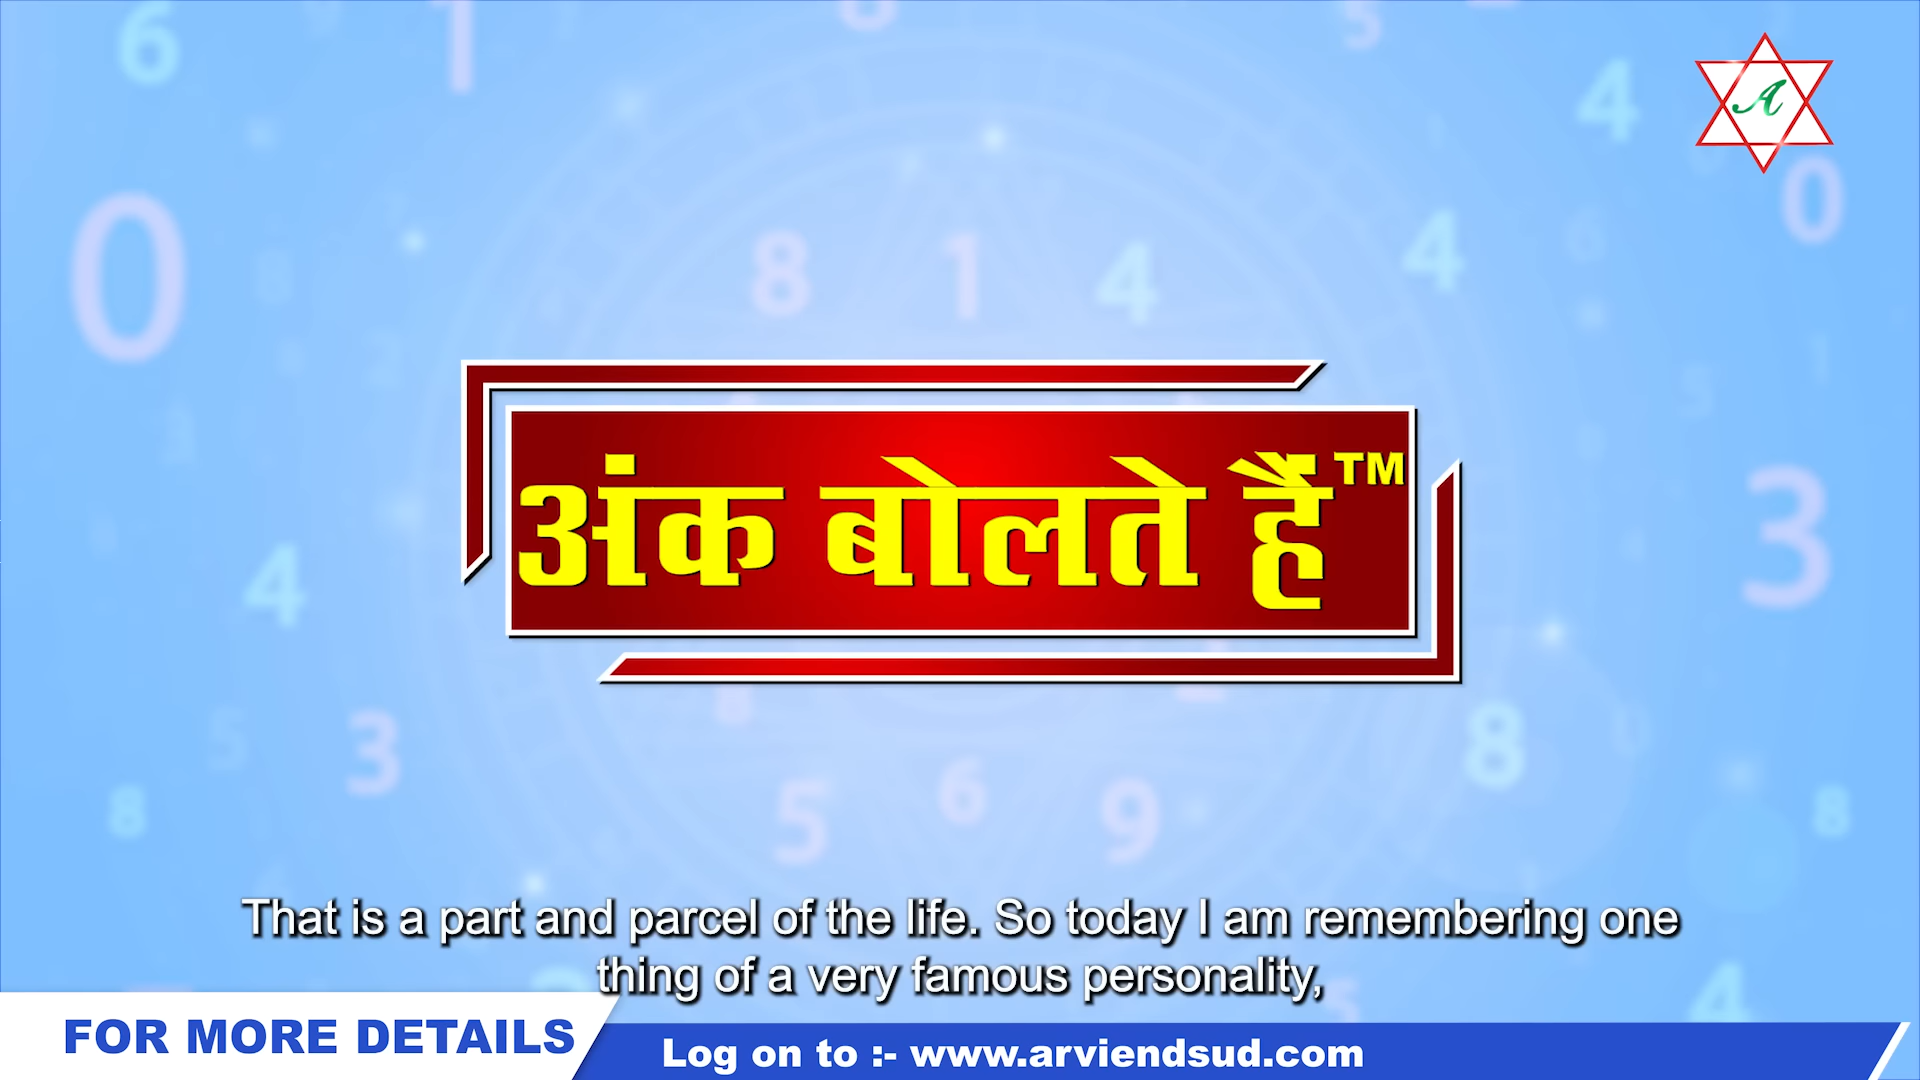 A
अंक बोलते हैं™
That is a part and parcel of the life. So today I am remembering one
thing of a very famous personality,
FOR MORE DETAILS
Log on to :- www.arviendsud.com